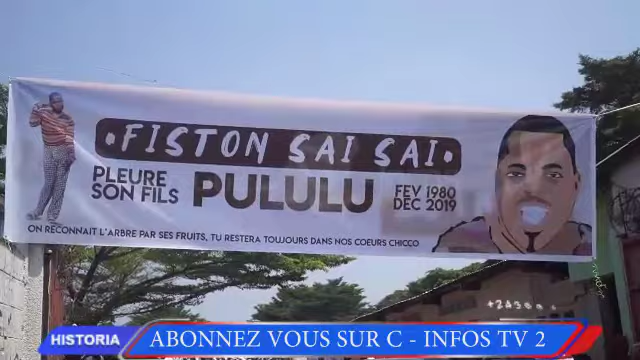 •FISTON SAI SAI•
PLEURE
SON FILS
PULULU
FEV 1980
DEC 2019
ON RECONNAIT L'ARBRE PAR SES FRUITS, TU RESTERA TOUJOURS DANS NOS COEURS CHICCO
HISTORIA
ABONNEZ VOUS SUR C - INFOS TV 2